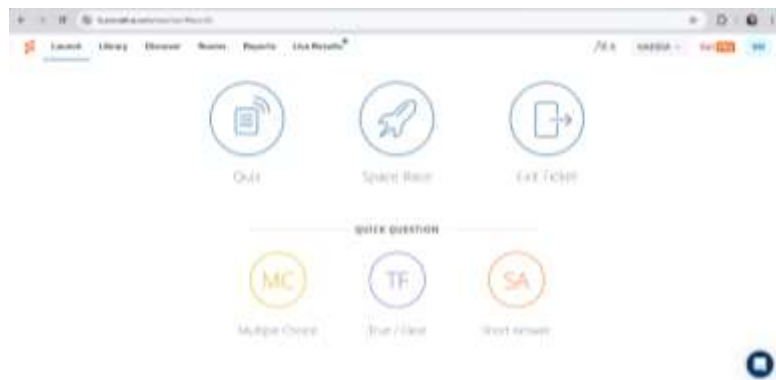 Launch Library Discover Rooms Reports Live Results
Quiz Space Race Exit Ticket
QUICK QUESTION
MC TF SA
Multiple Choice True / False Short Answer